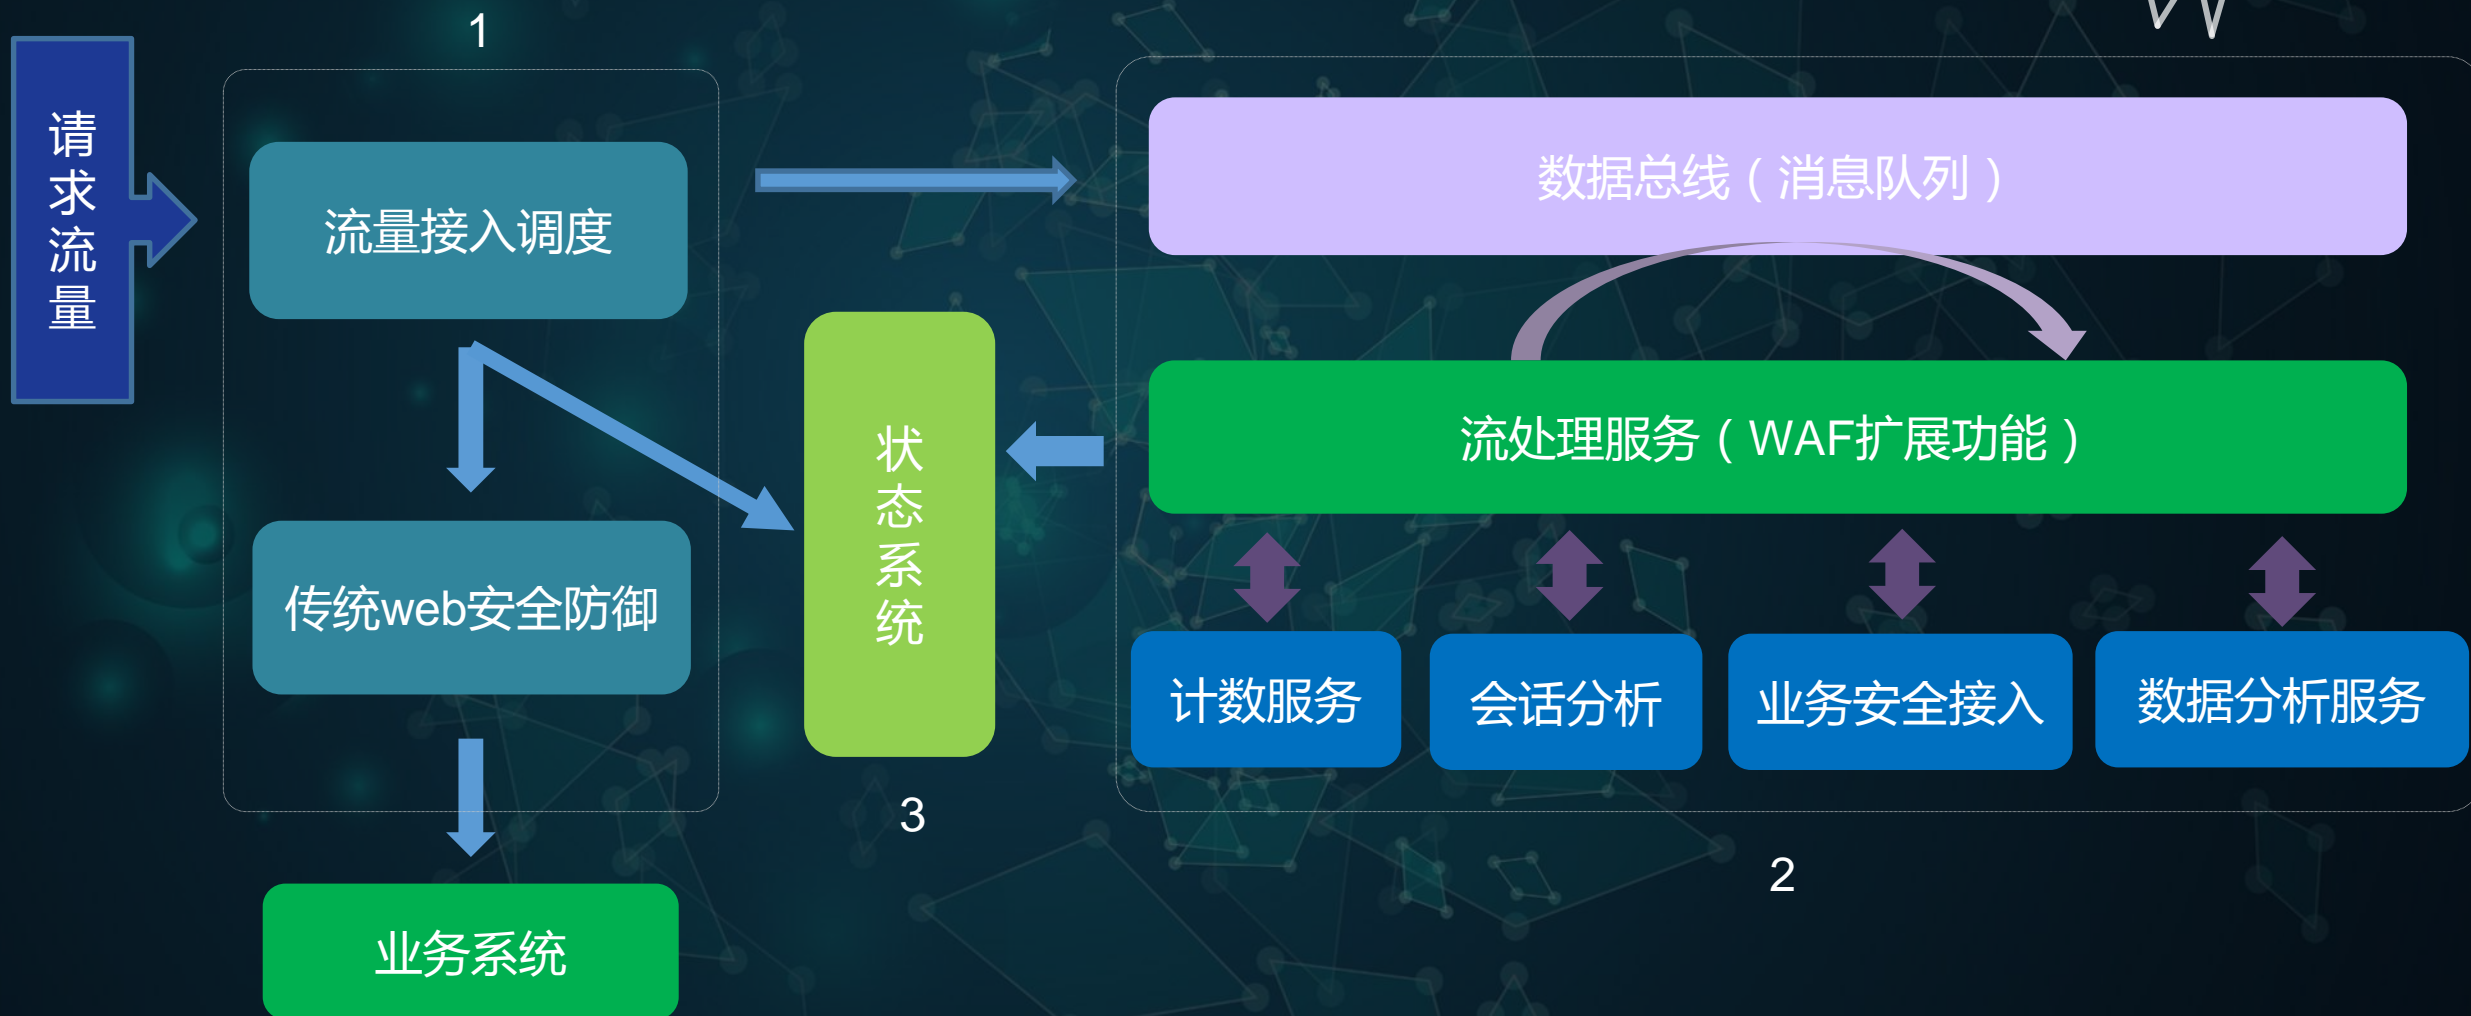 1
请求流量
流量接入调度
传统web安全防御
业务系统
状态系统
3
数据总线（消息队列）
流处理服务（WAF扩展功能）
计数服务
会话分析
业务安全接入
数据分析服务
2